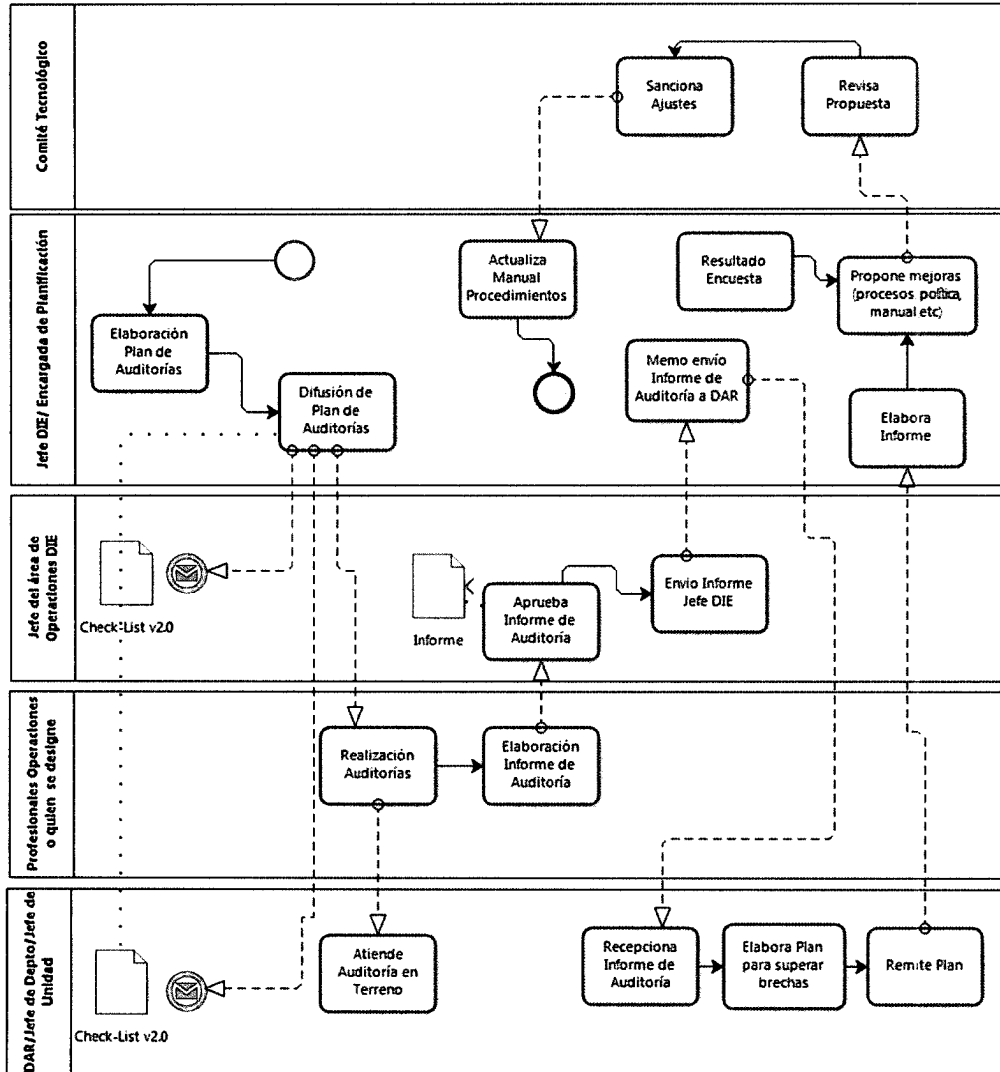 Comité Tecnológico
Sanciona
Ajustes
Revisa
Propuesta
Jefe DIE/ Encargada de Planificación
Elaboración
Plan de
Auditorías
Difusión de
Plan de
Auditorías
Actualiza
Manual
Procedimientos
Resultado
Encuesta
Propone mejoras
(procesos, política,
manual etc)
Memo envío
Informe de
Auditoría a DAR
Elabora
Informe
Jefe del área de
Operaciones DIE
Check-List v2.0
Informe
Aprueba
Informe de
Auditoría
Envio Informe
Jefe DIE
Profesionales Operaciones
o quien se designe
Realización
Auditorías
Elaboración
Informe de
Auditoría
DAR/Jefe de Depto/Jefe de
Unidad
Check-List v2.0
Atiende
Auditoría en
Terreno
Recepciona
Informe de
Auditoría
Elabora Plan
para superar
brechas
Remite Plan